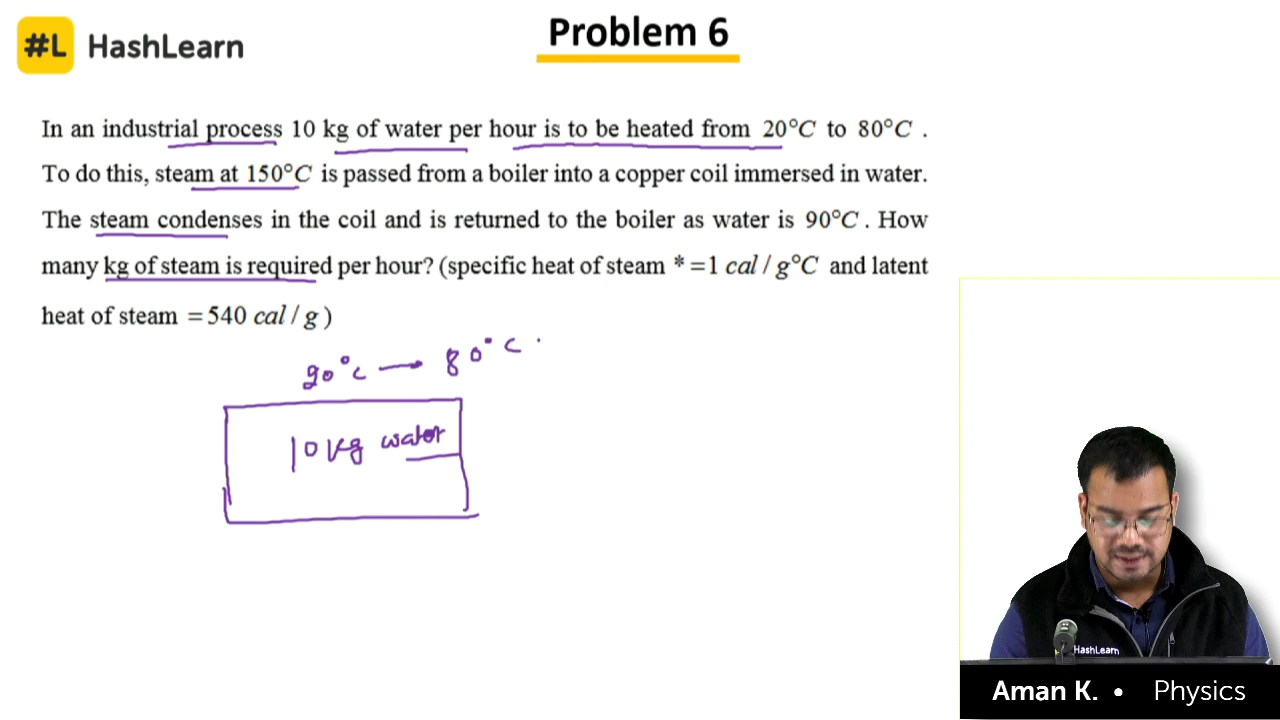 #L HashLearn
Problem 6
In an industrial process 10 kg of water per hour is to be heated from 20°C to 80°C .
To do this, steam at 150°C is passed from a boiler into a copper coil immersed in water.
The steam condenses in the coil and is returned to the boiler as water is 90°C . How
many kg of steam is required per hour? (specific heat of steam * =1 cal / g°C and latent
heat of steam = 540 cal / g )
20°C → 80°C .
10 kg water
HashLearn
Aman K. • Physics